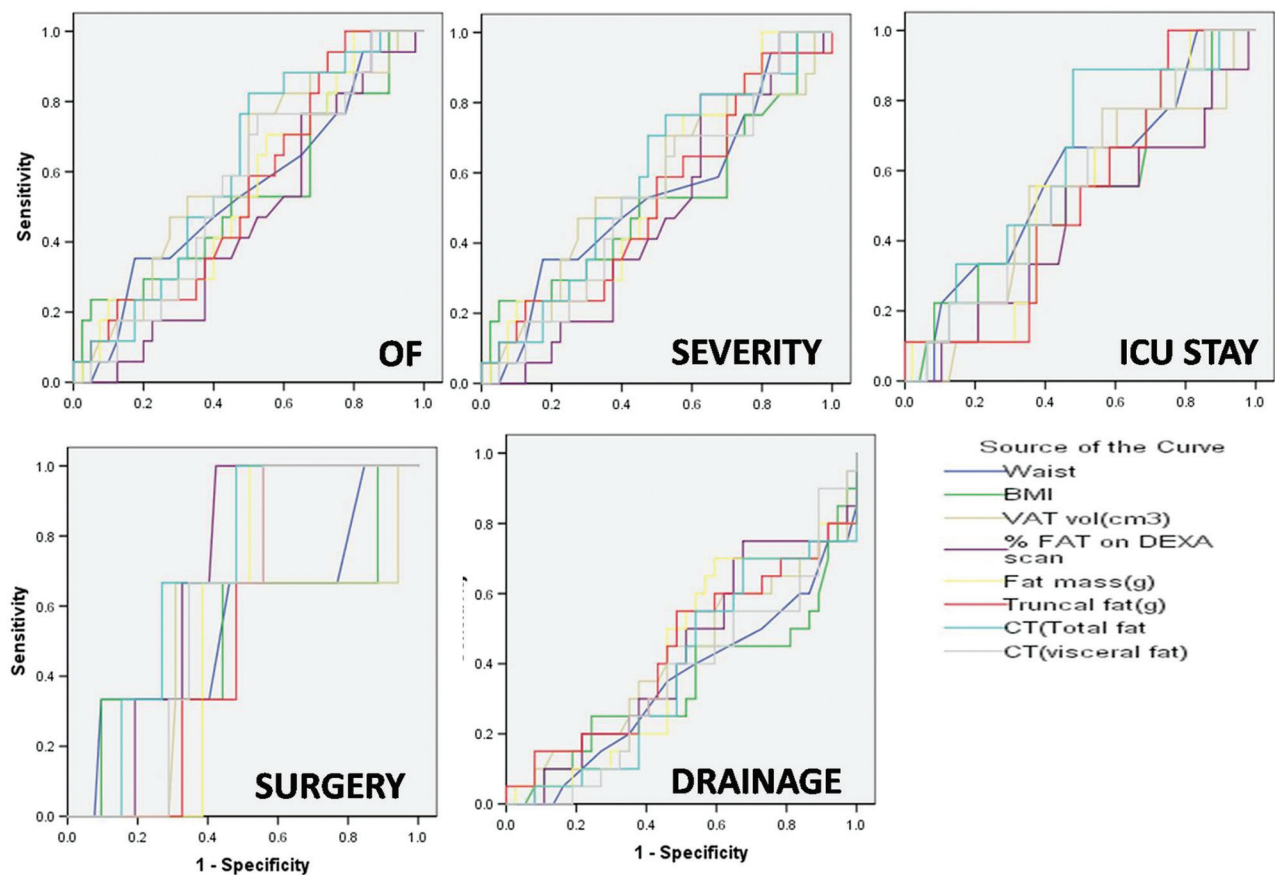 1.0
0.8
0.6
0.4
0.2
0.0
Sensitivity
0.0 0.2 0.4 0.6 0.8 1.0
OF
1.0
0.8
0.6
0.4
0.2
0.0
0.0 0.2 0.4 0.6 0.8 1.0
SEVERITY
1.0
0.8
0.6
0.4
0.2
0.0
0.0 0.2 0.4 0.6 0.8 1.0
ICU STAY
1.0
0.8
0.6
0.4
0.2
0.0
Sensitivity
0.0 0.2 0.4 0.6 0.8 1.0
1 - Specificity
SURGERY
1.0
0.8
0.6
0.4
0.2
0.0
0.0 0.2 0.4 0.6 0.8 1.0
1 - Specificity
DRAINAGE
Source of the Curve
Waist
BMI
VAT vol(cm3)
% FAT on DEXA
scan
Fat mass(g)
Truncal fat(g)
CT(Total fat
CT(visceral fat)